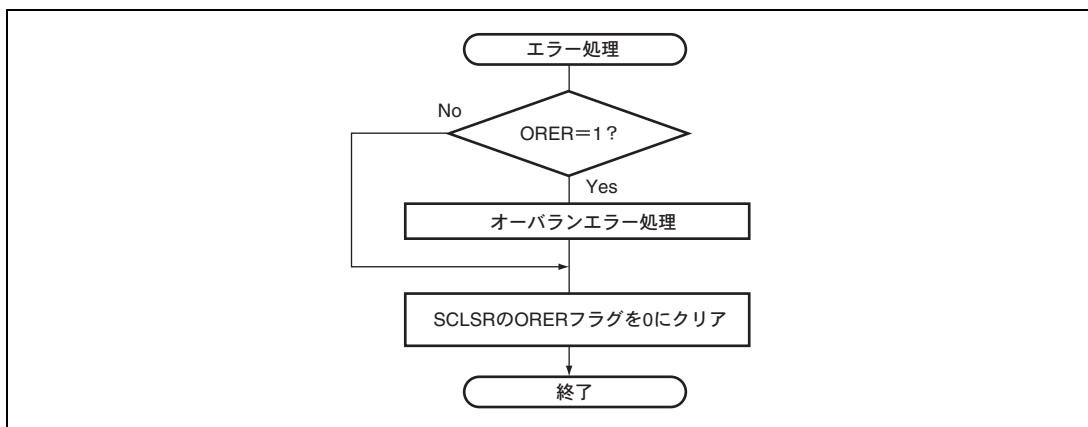 エラー処理
No
ORER＝1？
Yes
オーバランエラー処理
SCLSRのORERフラグを0にクリア
終了